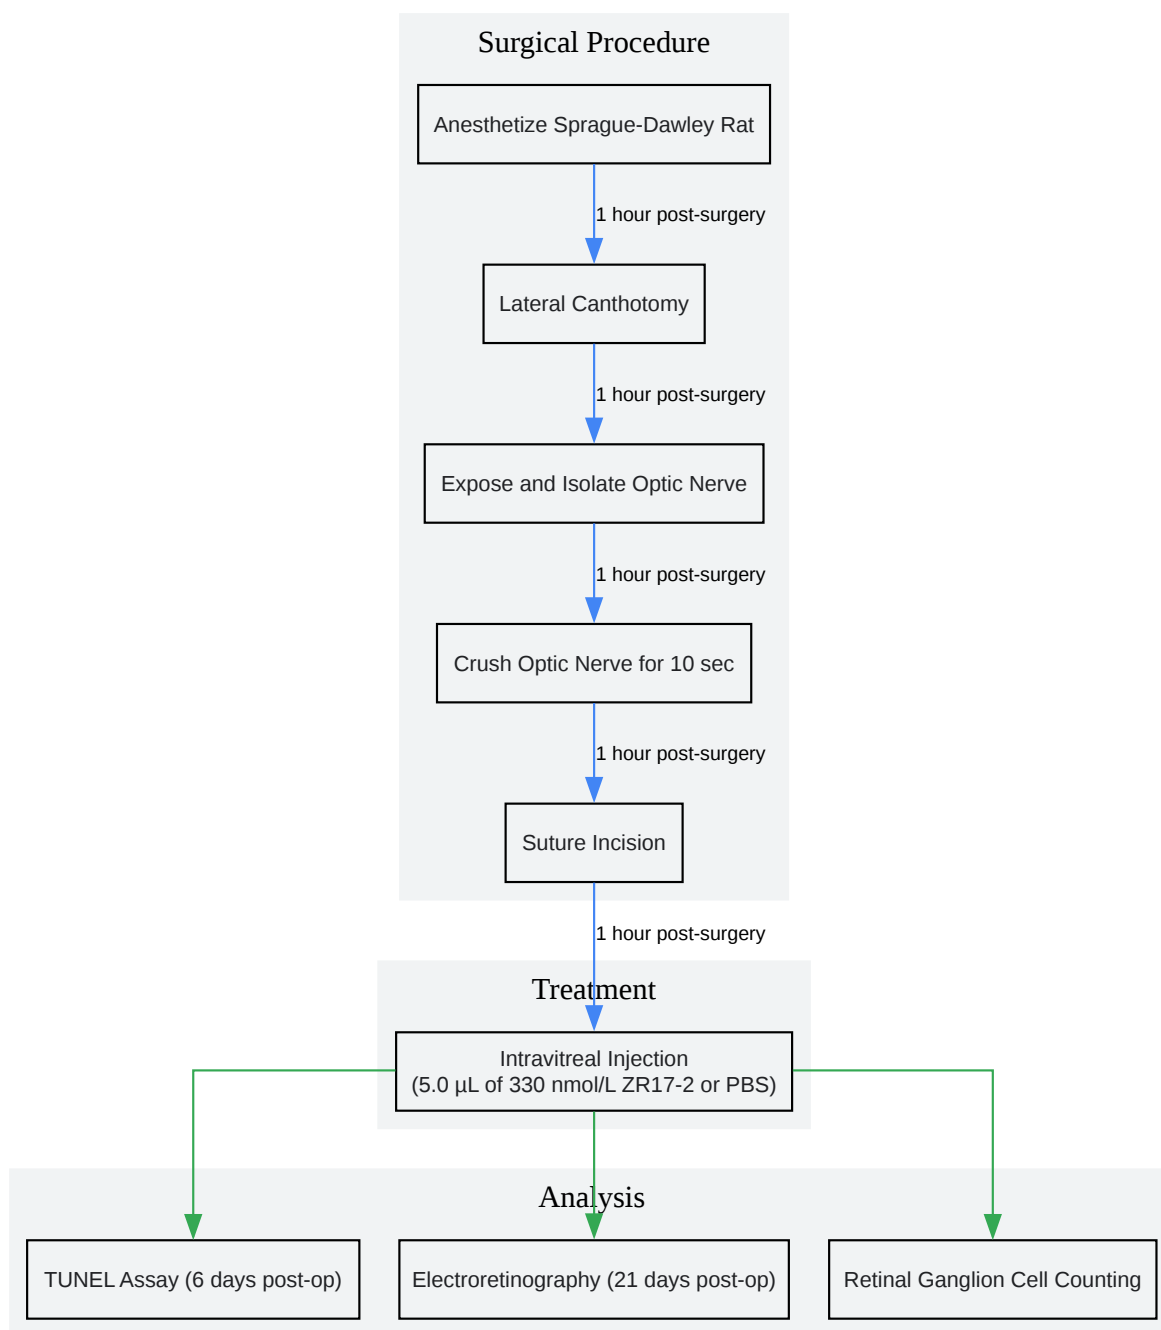 Surgical Procedure
Anesthetize Sprague-Dawley Rat
1 hour post-surgery
Lateral Canthotomy
1 hour post-surgery
Expose and Isolate Optic Nerve
1 hour post-surgery
Crush Optic Nerve for 10 sec
1 hour post-surgery
Suture Incision
1 hour post-surgery
Treatment
Intravitreal Injection
(5.0 µL of 330 nmol/L ZR17-2 or PBS)
Analysis
TUNEL Assay (6 days post-op)
Electroretinography (21 days post-op)
Retinal Ganglion Cell Counting